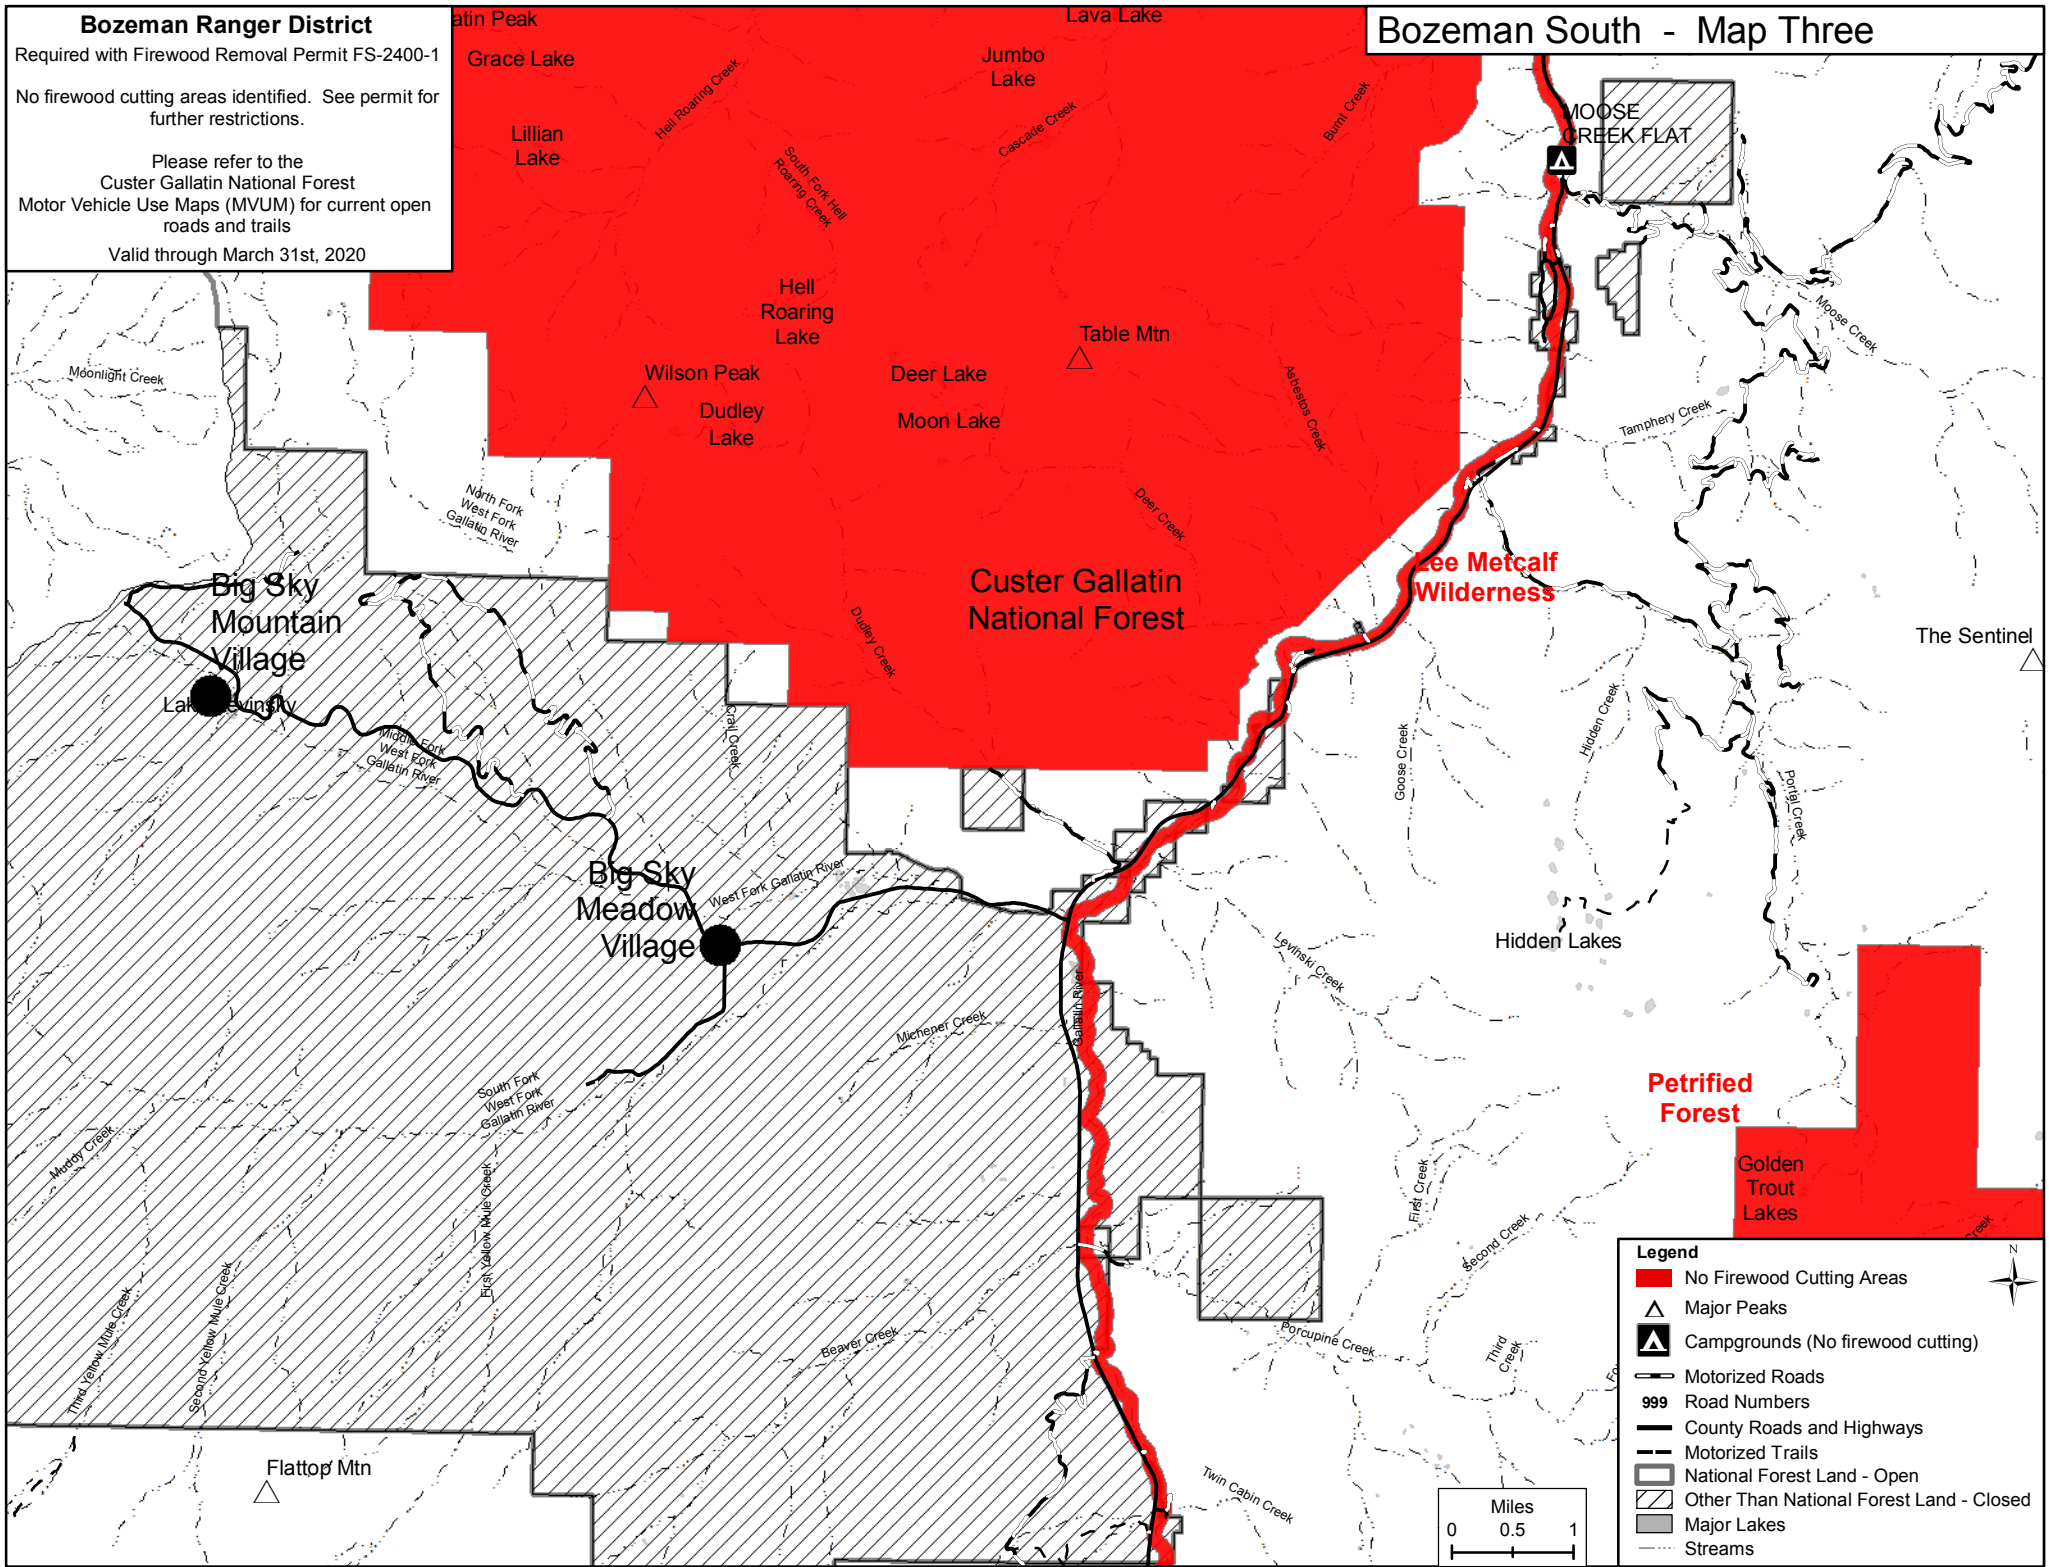 Bozeman Ranger District
Required with Firewood Removal Permit FS-2400-1
No firewood cutting areas identified.  See permit for
further restrictions.
Please refer to the
Custer Gallatin National Forest
Motor Vehicle Use Maps (MVUM) for current open
roads and trails
Valid through March 31st, 2020
Bozeman South  -  Map Three
atin Peak
Grace Lake
Lava Lake
Jumbo
Lake
Lillian
Lake
Hell Roaring Creek
South Fork Hell
Roaring Creek
Cascade Creek
Burnt Creek
MOOSE
CREEK FLAT
Hell
Roaring
Lake
Table Mtn
Wilson Peak
Dudley
Lake
Deer Lake
Moon Lake
Asbestos Creek
Moose Creek
Tamphery Creek
Moonlight Creek
North Fork
West Fork
Gallatin River
Deer Creek
Custer Gallatin
National Forest
Dudley Creek
Lee Metcalf
Wilderness
The Sentinel
Big Sky
Mountain
Village
Lake Levinsky
Middle Fork
West Fork
Gallatin River
Crail Creek
Goose Creek
Hidden Creek
Portal Creek
Big Sky
Meadow
Village
West Fork Gallatin River
Hidden Lakes
Levinski Creek
Gallatin River
Michener Creek
South Fork
West Fork
Gallatin River
Muddy Creek
Petrified
Forest
Golden
Trout
Lakes
Creek
First Yellow Mule Creek
Second Yellow Mule Creek
Third Yellow Mule Creek
First Creek
Second Creek
Third
Creek
Fo
Porcupine Creek
Beaver Creek
Twin Cabin Creek
Flattop Mtn
Miles
0 0.5 1
Legend
N
No Firewood Cutting Areas
Major Peaks
Campgrounds (No firewood cutting)
Motorized Roads
999 Road Numbers
County Roads and Highways
Motorized Trails
National Forest Land - Open
Other Than National Forest Land - Closed
Major Lakes
Streams